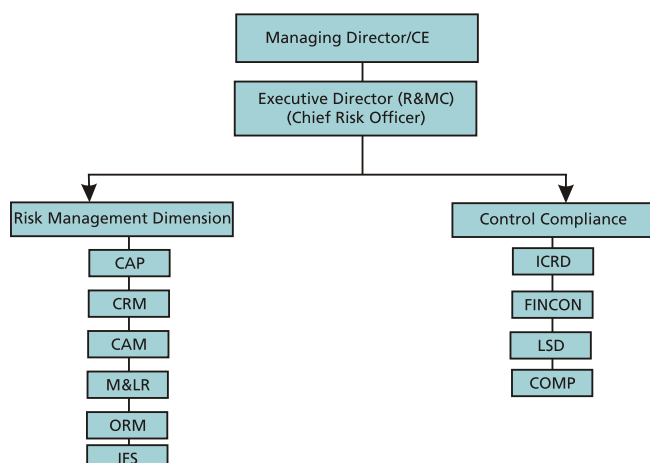 Managing Director/CE
Executive Director (R&MC)
(Chief Risk Officer)
Risk Management Dimension
Control Compliance
CAP
CRM
CAM
M&LR
ORM
ICRD
FINCON
LSD
COMP